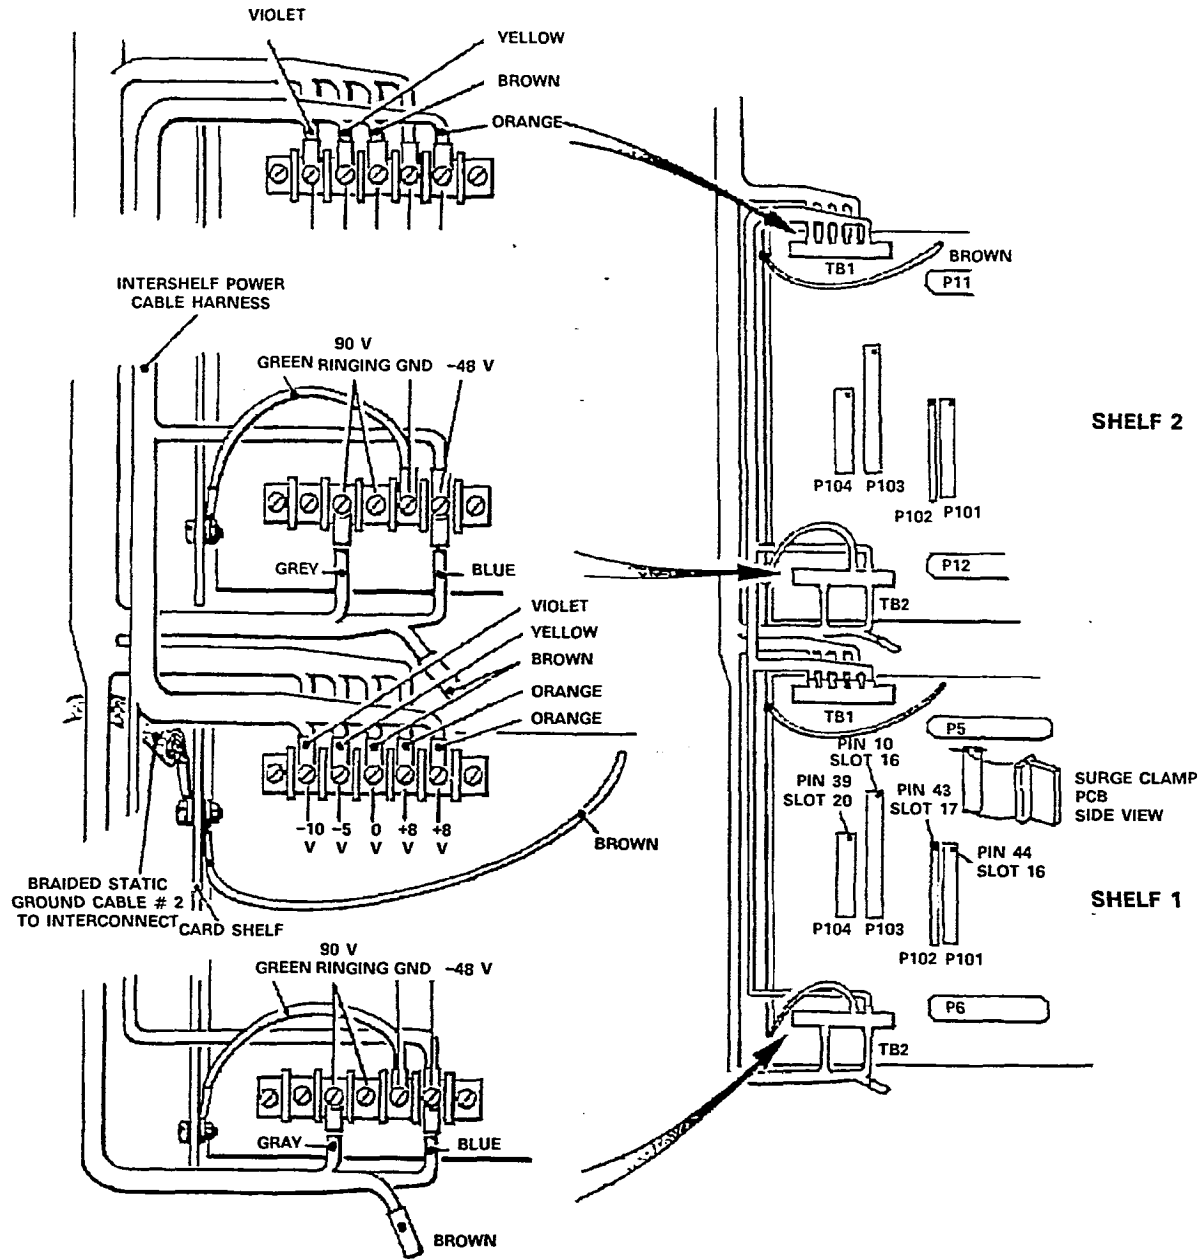 VIOLET
YELLOW
BROWN
ORANGE
INTERSHELF POWER
CABLE HARNESS
90 V
GREEN RINGING GND -48 V
GREY
BLUE
VIOLET
YELLOW
BROWN
ORANGE
ORANGE
-10 -5 0 +8 +8
V V V V V
BROWN
BRAIDED STATIC
GROUND CABLE # 2
TO INTERCONNECT
CARD SHELF
90 V
GREEN RINGING GND -48 V
GRAY
BLUE
BROWN
TB1
BROWN
P11
P104
P103
P102
P101
SHELF 2
P12
TB2
TB1
P5
PIN 10
SLOT 16
PIN 39
SLOT 20
PIN 43
SLOT 17
PIN 44
SLOT 16
SURGE CLAMP
PCB
SIDE VIEW
P104
P103
P102
P101
SHELF 1
P6
TB2